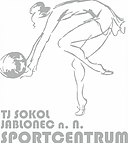 TJ SOKOL
JABLONEC n. N.
SPORTCENTRUM